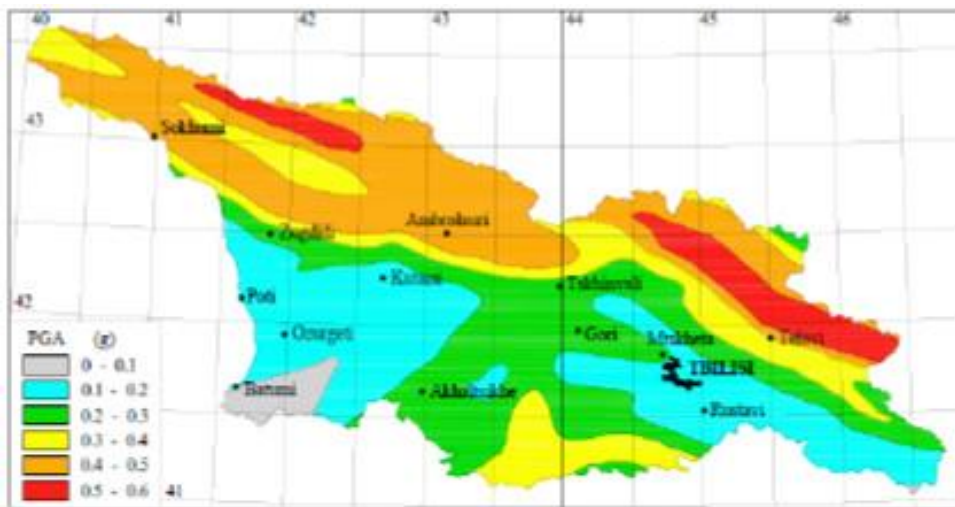 40 41 42 43 44 45 46
43
Sokhumi
Zugdidi
Ambrolauri
Kutaisi
Tskhinvali
42
Poti
Ozurgeti
Gori
Mtskheta
Telavi
TBILISI
PGA (g)
0 - 0.1
0.1 - 0.2
0.2 - 0.3
0.3 - 0.4
0.4 - 0.5
0.5 - 0.6
Batumi
Akhaltsikhe
Rustavi
41